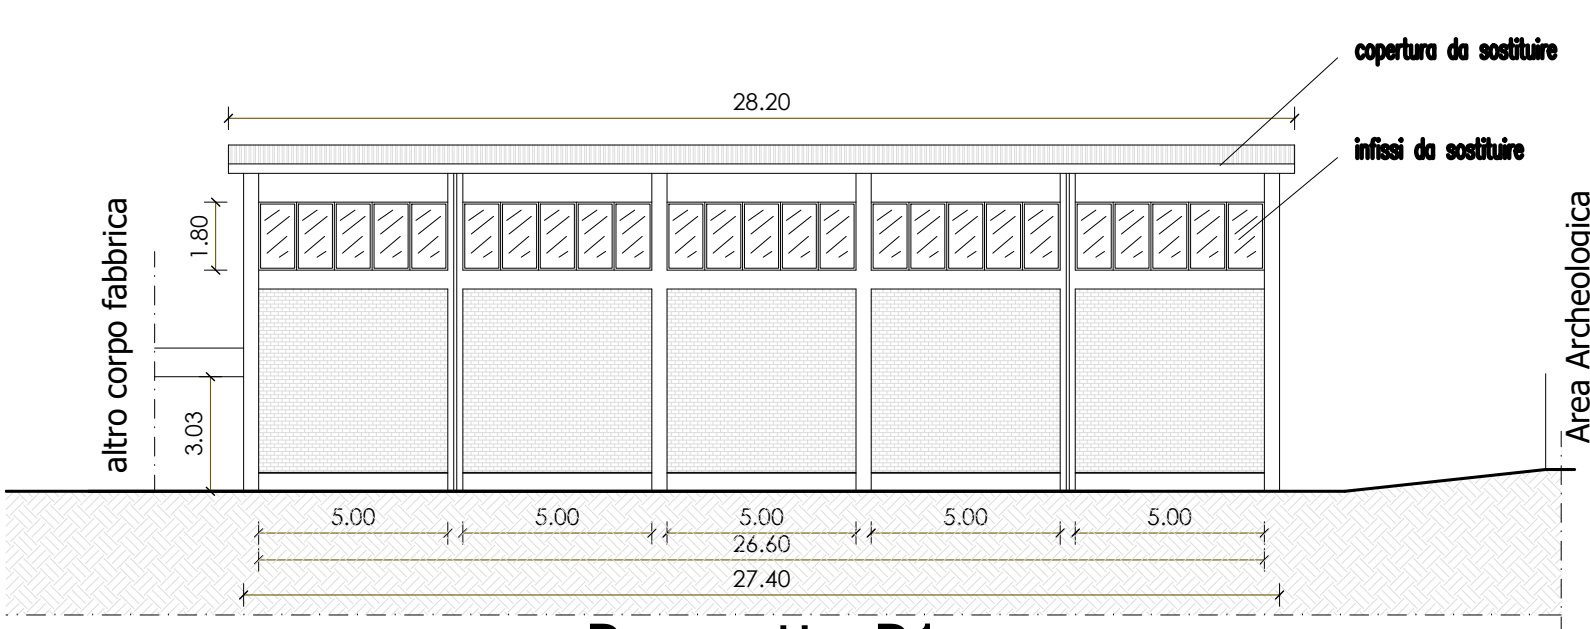 copertura da sostituire
28.20
infissi da sostituire
1.80
altro corpo fabbrica
Area Archeologica
3.03
5.00 5.00 5.00 5.00 5.00
26.60
27.40